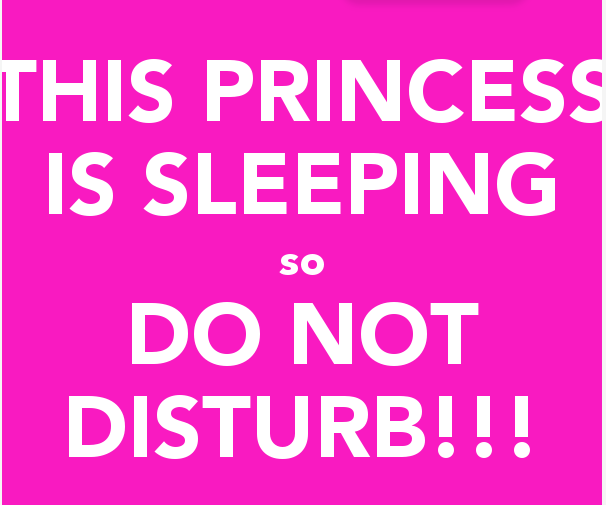 THIS PRINCESS
IS SLEEPING
so
DO NOT
DISTURB!!!